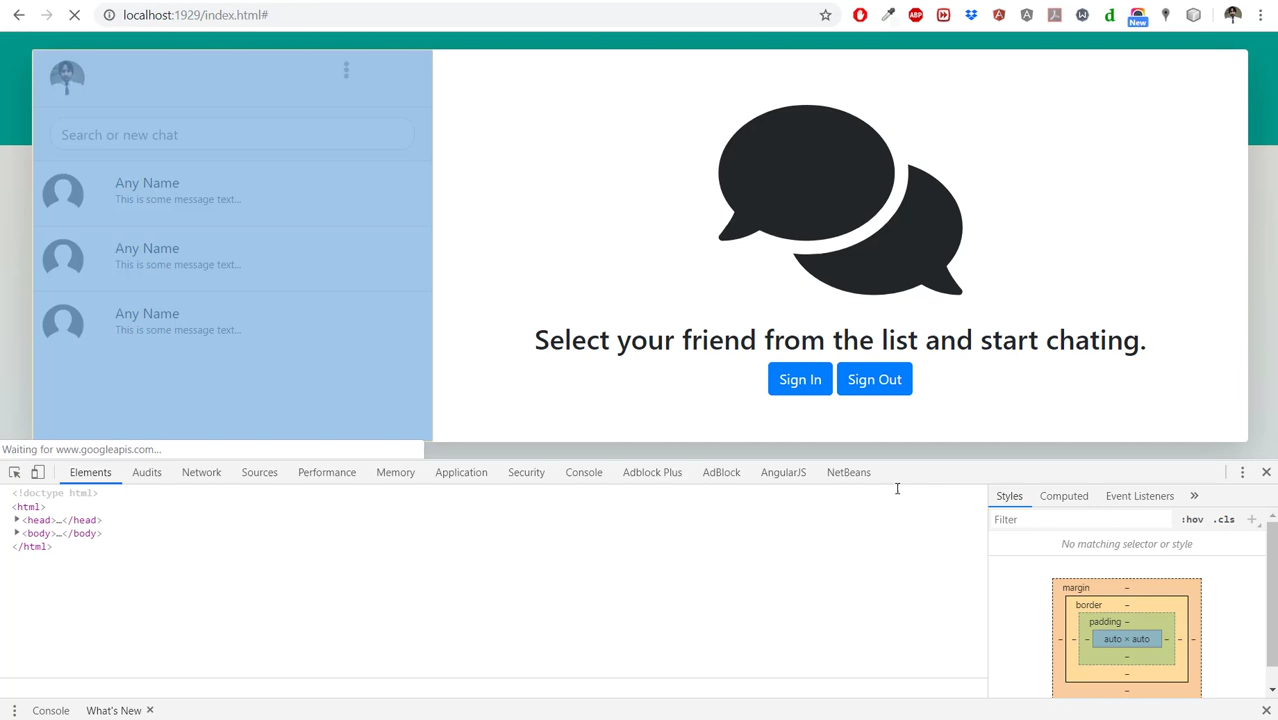 localhost:1929/index.html#
ABP
New
Search or new chat
Any Name
This is some message text...
Any Name
This is some message text...
Any Name
This is some message text...
Select your friend from the list and start chating.
Sign In
Sign Out
Waiting for www.googleapis.com...
Elements Audits Network Sources Performance Memory Application Security Console Adblock Plus AdBlock AngularJS NetBeans
<!doctype html>
<html>
<head>…</head>
<body>…</body>
</html>
Styles Computed Event Listeners »
Filter :hov .cls +
No matching selector or style
margin –
border –
padding –
– – – auto × auto – – –
–
–
–
Console What's New ×